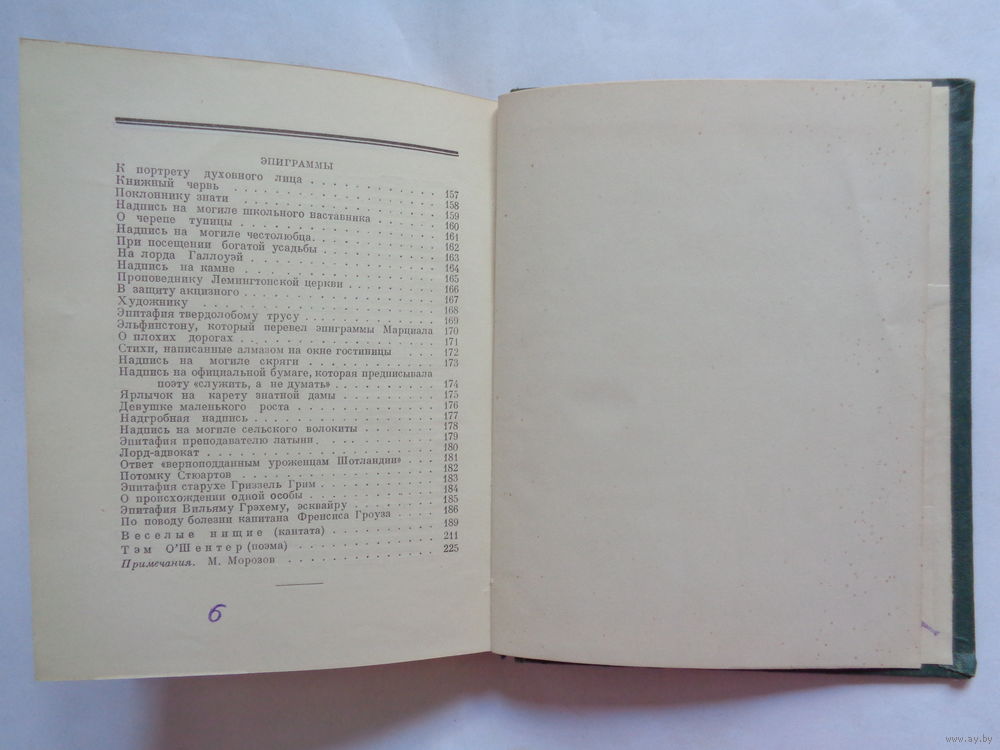 ЭПИГРАММЫ
К портрету духовного лица . . . . . . . . . 157
Книжный червь . . . . . . . . . . . . . . 158
Поклоннику знати . . . . . . . . . . . . . 159
Надпись на могиле школьного наставника . . . . 160
О черепе тупицы . . . . . . . . . . . . . 161
Надпись на могиле честолюбца . . . . . . . . 162
При посещении богатой усадьбы . . . . . . . . 163
На лорда Галлоуэй . . . . . . . . . . . . 164
Надпись на камне . . . . . . . . . . . . . 165
Проповеднику Лемингтонской церкви . . . . . . 166
В защиту акцизного . . . . . . . . . . . . 167
Художнику . . . . . . . . . . . . . . . 168
Эпитафия твердолобому трусу . . . . . . . . 169
Эльфинстону, который перевел эпиграммы Марциала 170
О плохих дорогах . . . . . . . . . . . . . 171
Стихи, написанные алмазом на окне гостиницы . . . 172
Надпись на могиле скряги . . . . . . . . . . 173
Надпись на официальной бумаге, которая предписывала
поэту «служить, а не думать» . . . . . . . . 174
Ярлычок на карету знатной дамы . . . . . . . 175
Девушке маленького роста . . . . . . . . . . 176
Надгробная надпись . . . . . . . . . . . . 177
Надпись на могиле сельского волокиты . . . . . 178
Эпитафия преподавателю латыни . . . . . . . . 179
Лорд-адвокат . . . . . . . . . . . . . . 180
Ответ «верноподданным уроженцам Шотландии» . . . 181
Потомку Стюартов . . . . . . . . . . . . . 182
Эпитафия старухе Гриззель Грим . . . . . . . 183
О происхождении одной особы . . . . . . . . 184
Эпитафия Вильяму Грэхему, эсквайру . . . . . . 185
По поводу болезни капитана Френсиса Гроуза . . . 186
Веселые нищие (кантата) . . . . . . . . . . 189
Тэм О'Шентер (поэма) . . . . . . . . . . . 211
Примечания. М. Морозов . . . . . . . . . . 225
6
www.ay.by